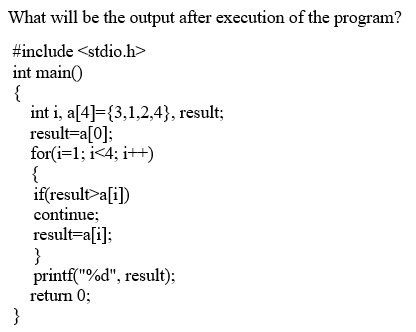 What will be the output after execution of the program?
#include <stdio.h>
int main()
{
int i, a[4]={3,1,2,4}, result;
result=a[0];
for(i=1; i<4; i++)
{
if(result>a[i])
continue;
result=a[i];
}
printf("%d", result);
return 0;
}